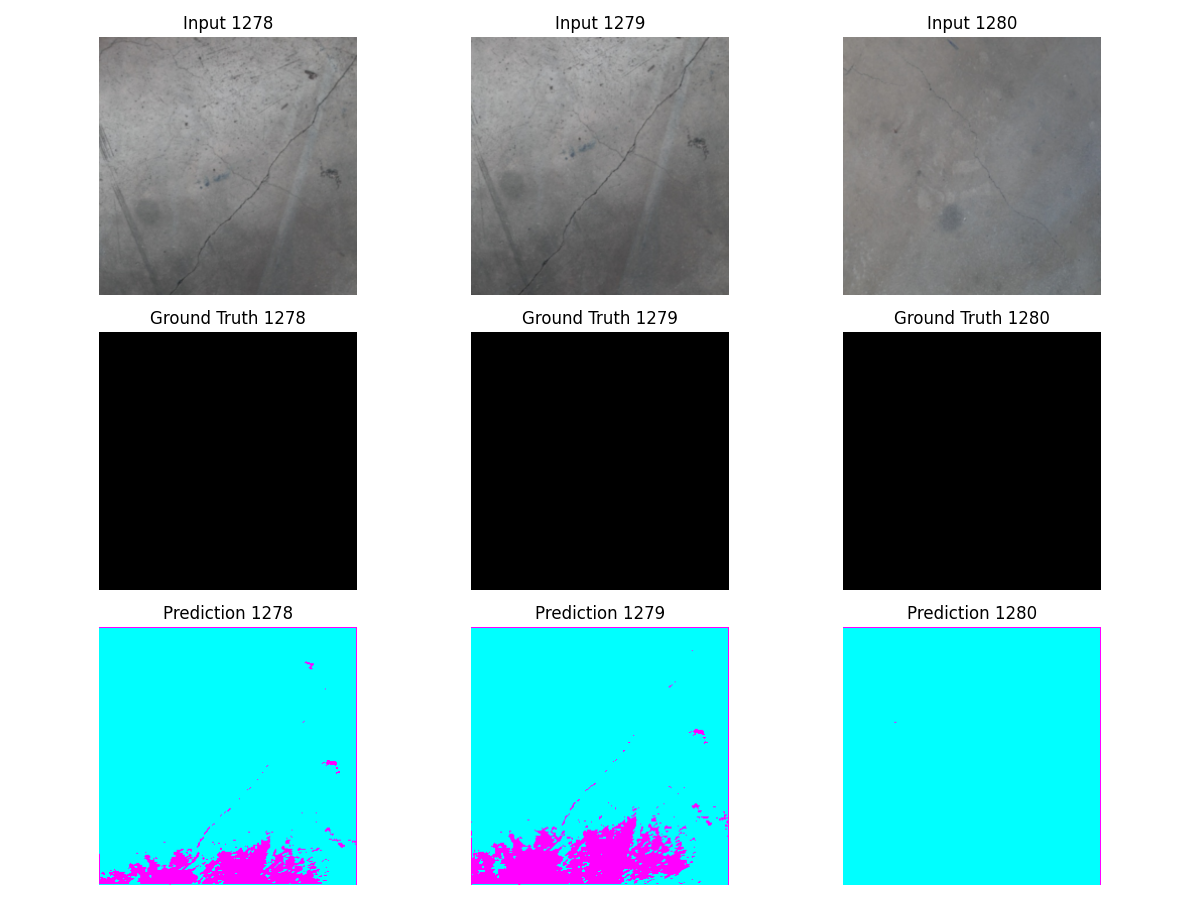 Input 1278
Input 1279
Input 1280
Ground Truth 1278
Ground Truth 1279
Ground Truth 1280
Prediction 1278
Prediction 1279
Prediction 1280